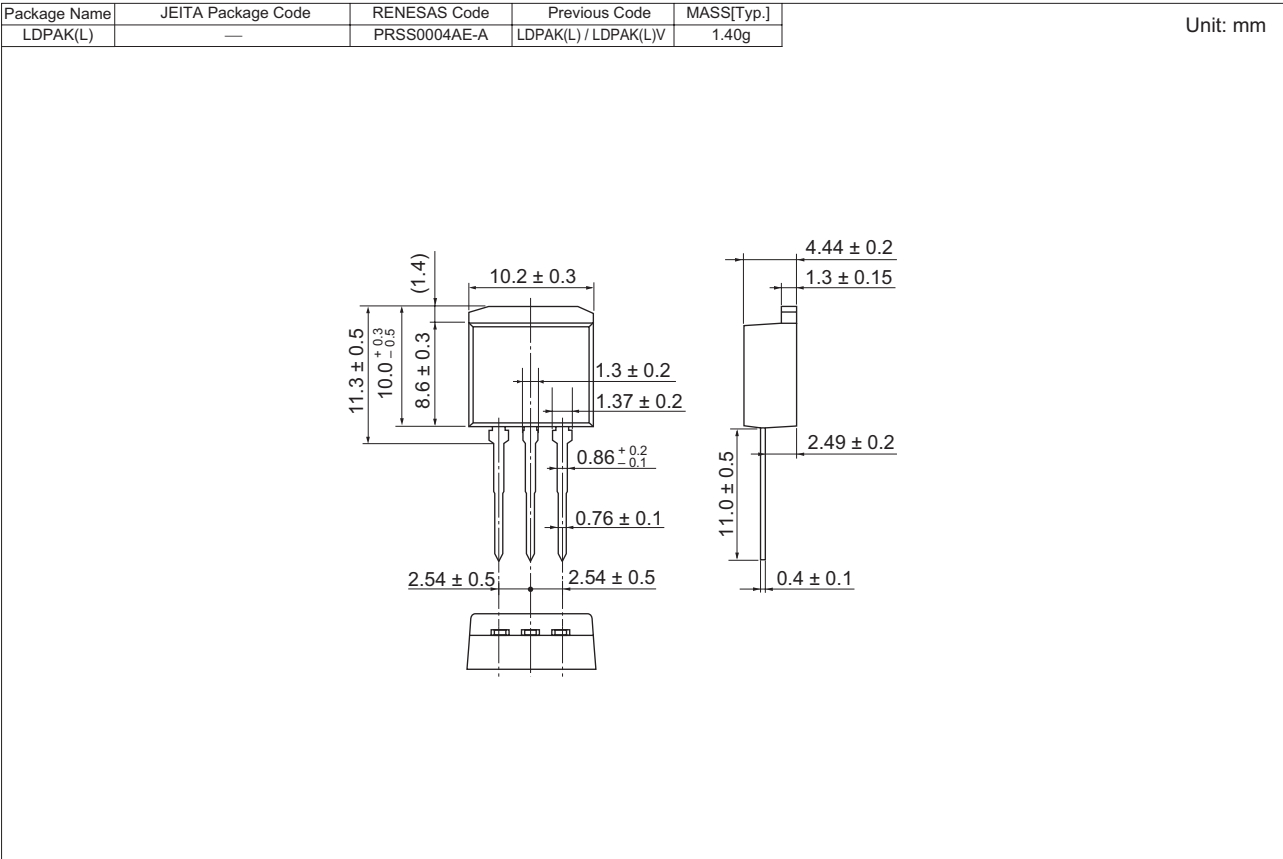 Package Name JEITA Package Code RENESAS Code Previous Code MASS[Typ.]
LDPAK(L) — PRSS0004AE-A LDPAK(L) / LDPAK(L)V 1.40g
Unit: mm
4.44 ± 0.2
(1.4)
10.2 ± 0.3
1.3 ± 0.15
11.3 ± 0.5
10.0 + 0.3 – 0.5
8.6 ± 0.3
1.3 ± 0.2
1.37 ± 0.2
2.49 ± 0.2
0.86 + 0.2 – 0.1
11.0 ± 0.5
0.76 ± 0.1
2.54 ± 0.5
2.54 ± 0.5
0.4 ± 0.1